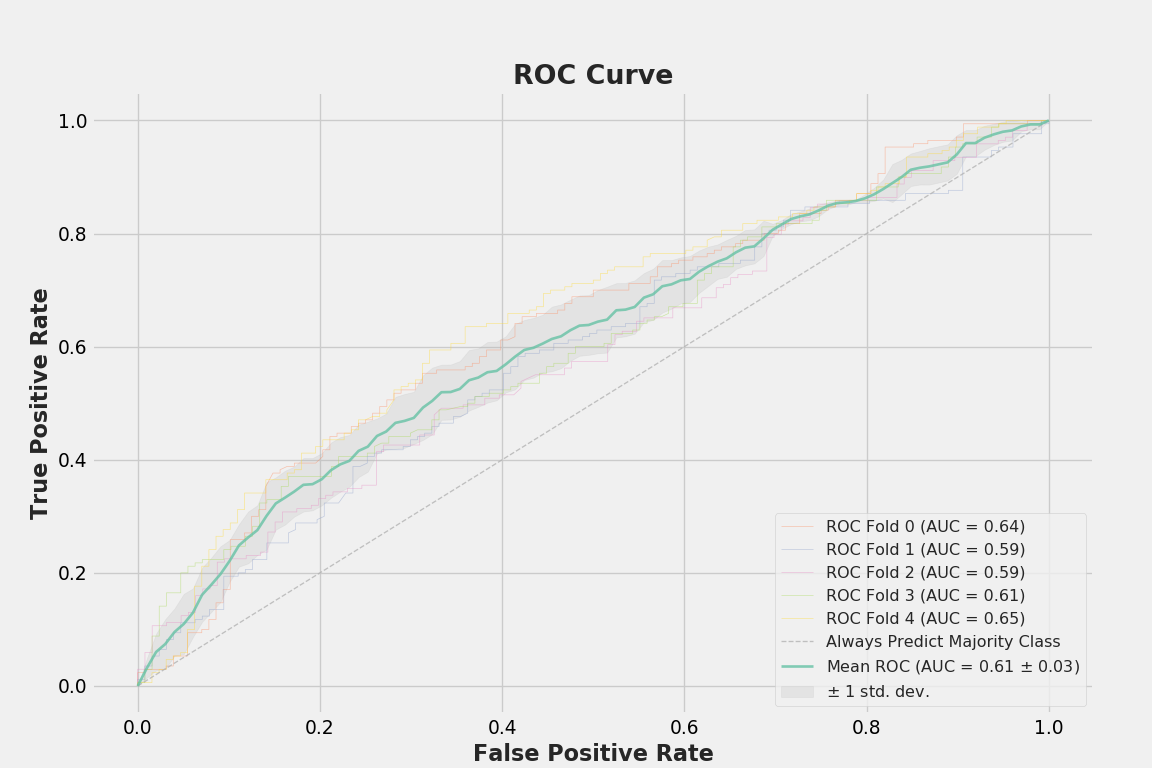 ROC Curve
1.0
0.8
0.6
0.4
0.2
0.0
True Positive Rate
ROC Fold 0 (AUC = 0.64)
ROC Fold 1 (AUC = 0.59)
ROC Fold 2 (AUC = 0.59)
ROC Fold 3 (AUC = 0.61)
ROC Fold 4 (AUC = 0.65)
Always Predict Majority Class
Mean ROC (AUC = 0.61 ± 0.03)
± 1 std. dev.
0.0 0.2 0.4 0.6 0.8 1.0
False Positive Rate